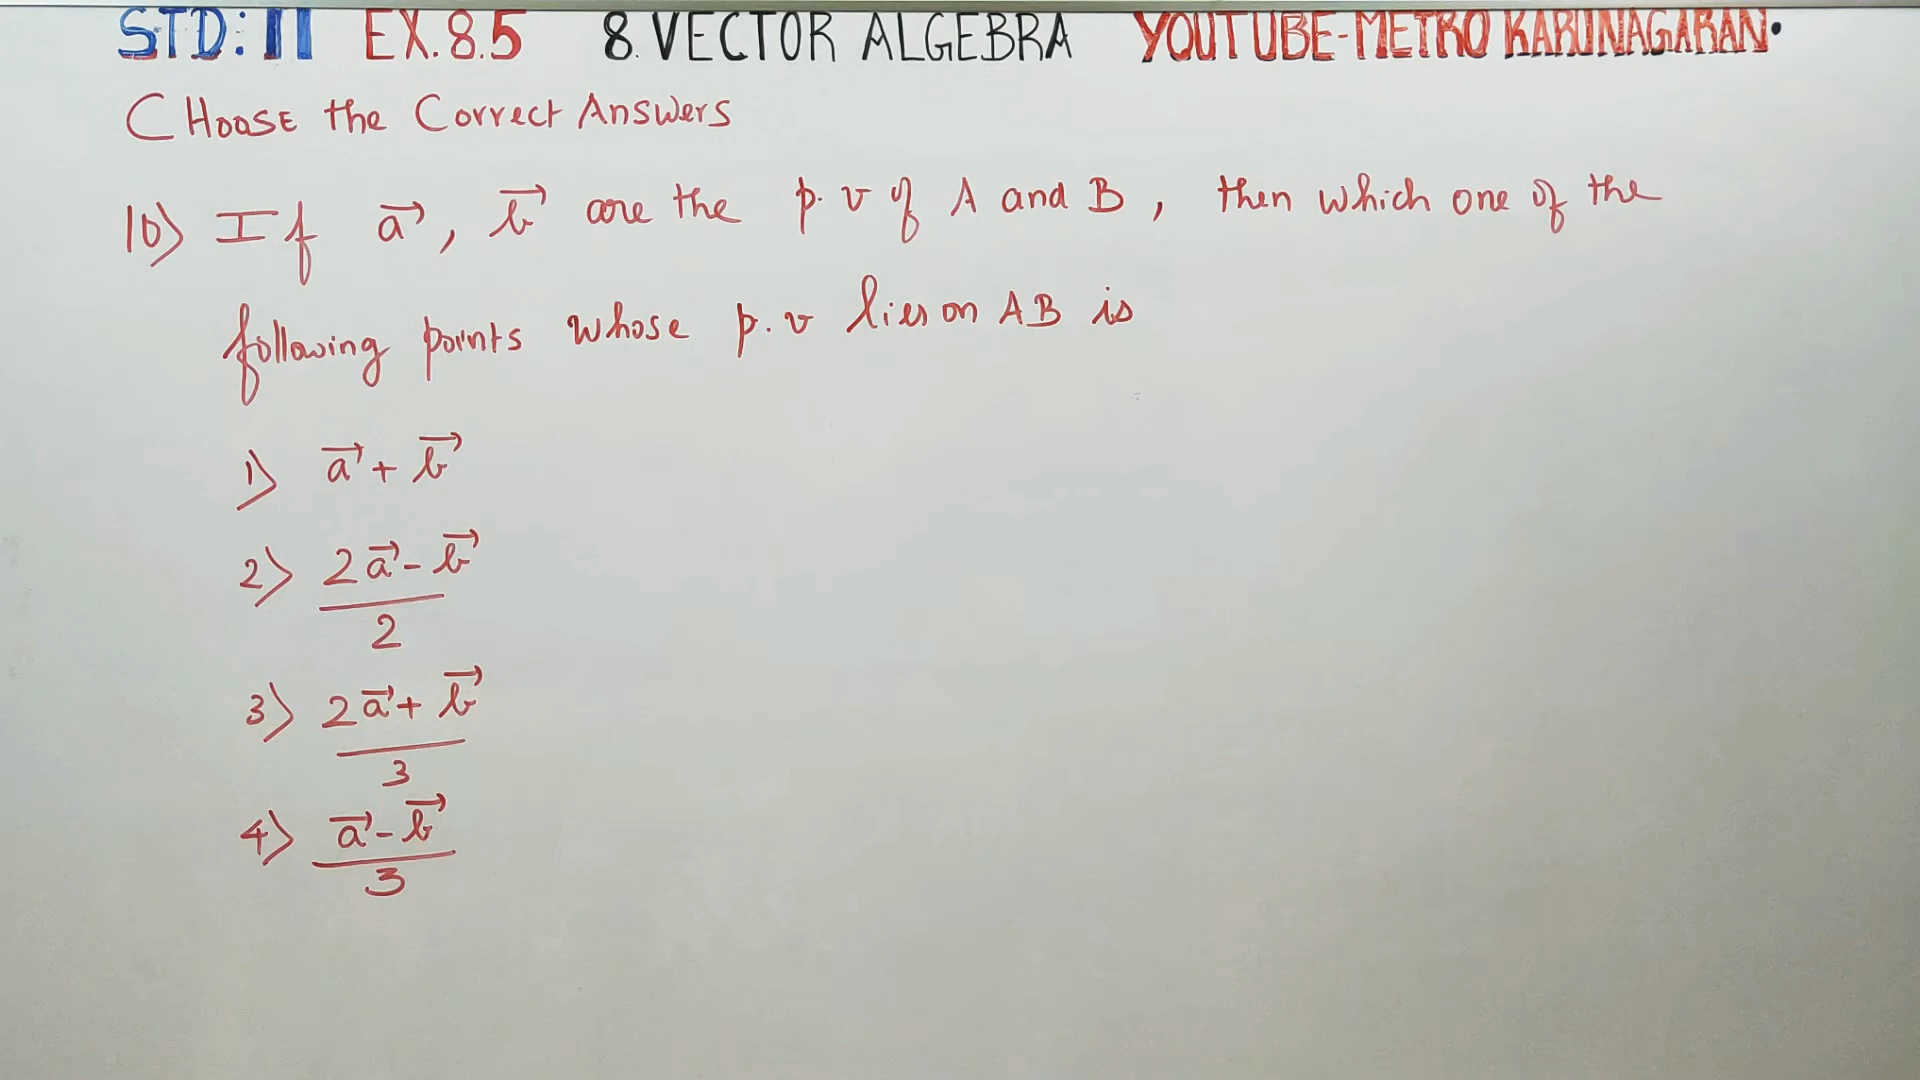 STD: 11 EX.8.5 8. VECTOR ALGEBRA YOUTUBE-METRO KARUNAGARAN.
CHOOSE the Correct Answers
10) If a⃗, b⃗ are the p.v of A and B, then which one of the
following points whose p.v lies on AB is
1) a⃗ + b⃗
2) 2a⃗ - b⃗
2
3) 2a⃗ + b⃗
3
4) a⃗ - b⃗
3